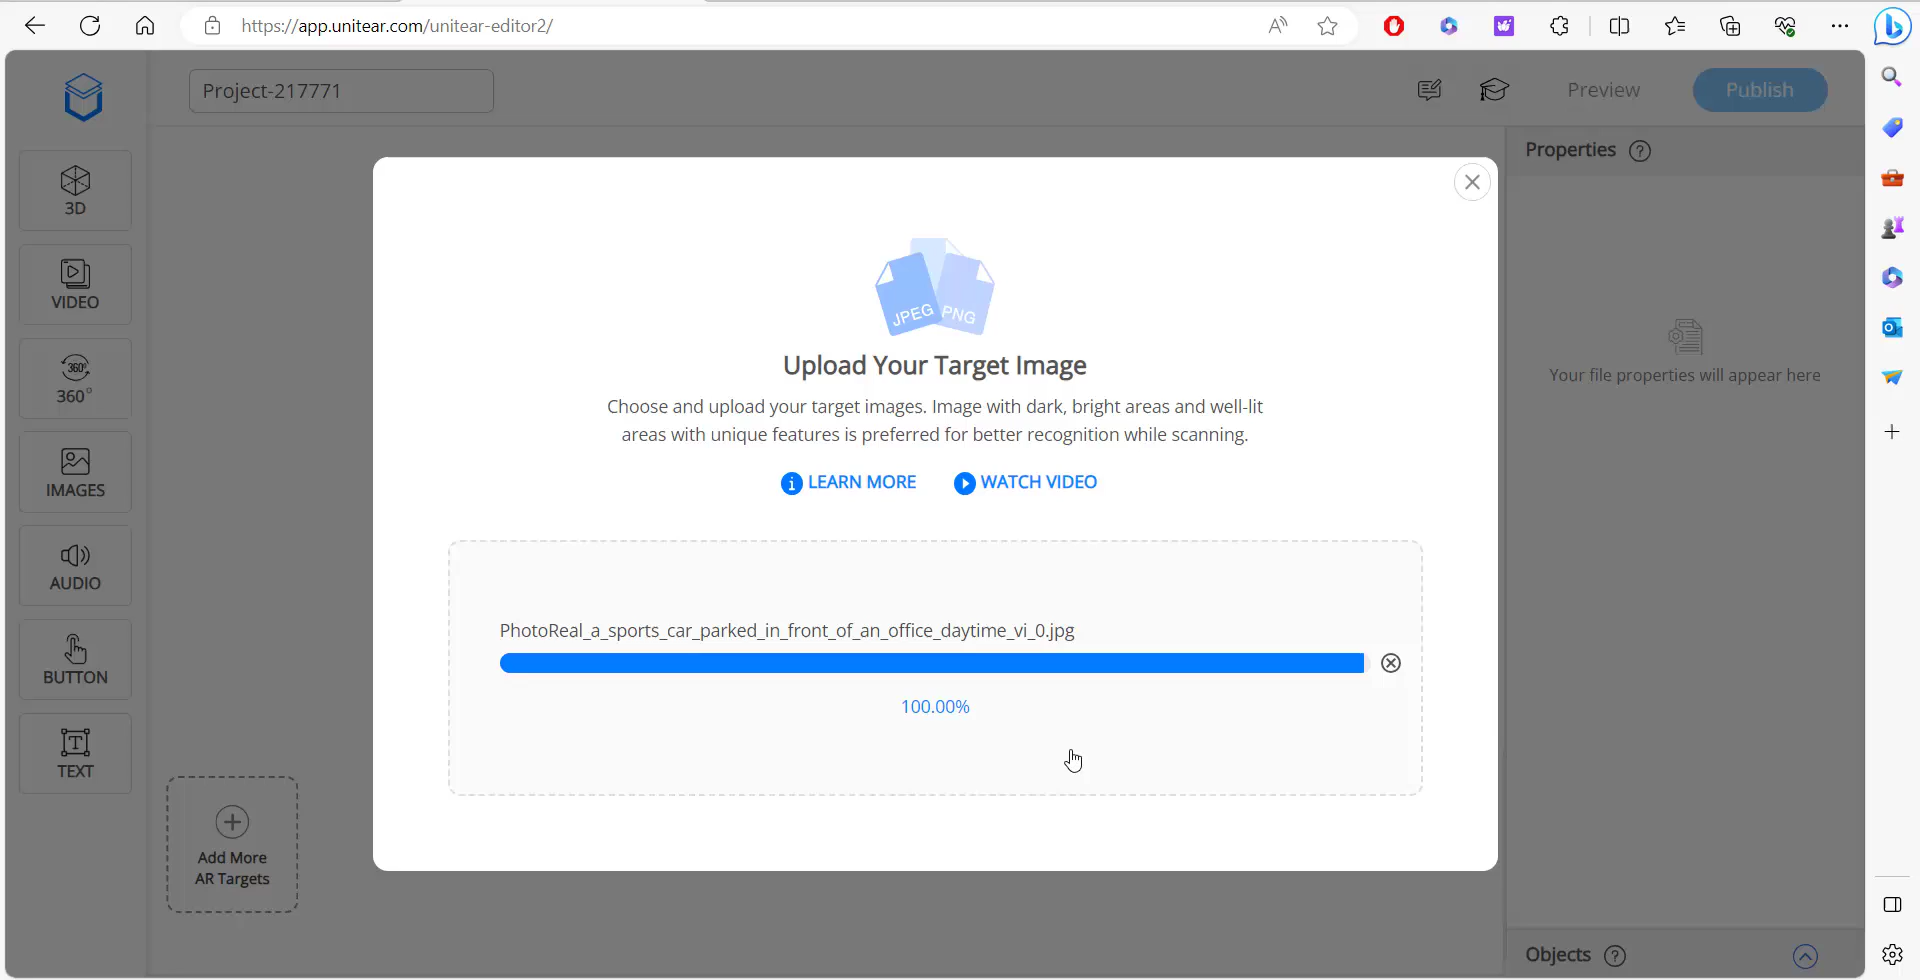 https://app.unitear.com/unitear-editor2/
Project-217771
Preview
Publish
3D
VIDEO
360°
IMAGES
AUDIO
BUTTON
TEXT
Add More
AR Targets
JPEG
PNG
Upload Your Target Image
Choose and upload your target images. Image with dark, bright areas and well-lit
areas with unique features is preferred for better recognition while scanning.
LEARN MORE
WATCH VIDEO
PhotoReal_a_sports_car_parked_in_front_of_an_office_daytime_vi_0.jpg
100.00%
Properties
Your file properties will appear here
Objects